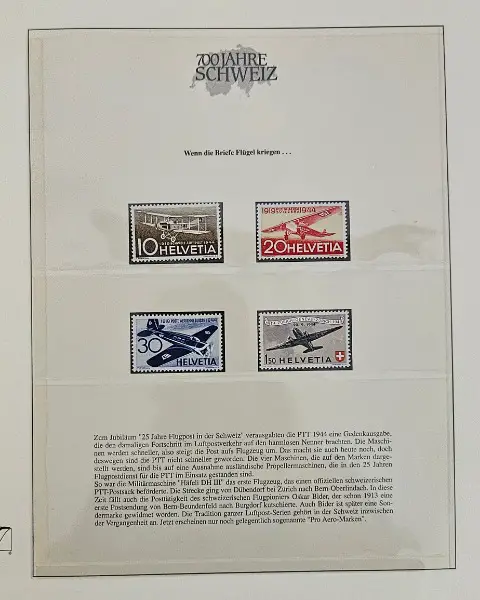 700 JAHRE
SCHWEIZ
Wenn die Briefe Flügel kriegen . . .
10 HELVETIA
1919 1944
20 HELVETIA
30 HELVETIA
1.50 HELVETIA
Zum Jubiläum "25 Jahre Flugpost in der Schweiz" verausgabten die PTT 1944 eine Gedenkausgabe,
die den damaligen Fortschritt im Luftpostverkehr auf den harmlosen Nenner brachten. Die Maschi-
nen werden schneller, also steigt die Post aufs Flugzeug um. Das macht sie auch heute noch, doch
deswegen sind die PTT nicht schneller geworden. Die vier Maschinen, die auf den Marken darge-
stellt werden, sind bis auf eine Ausnahme ausländische Propellermaschinen, die in den 25 Jahren
Flugpostdienst für die PTT im Einsatz gestanden sind.
So war die Militärmaschine "Häfeli DH III" das erste Flugzeug, das einen offiziellen schweizerischen
PTT-Postsack beförderte. Die Strecke ging von Dübendorf bei Zürich nach Bern-Oberlindach. In diese
Zeit fällt auch die Postfliegerei des schweizerischen Flugpioniers Oskar Bider, der schon 1913 eine
erste Postsendung von Bern-Beundenfeld nach Burgdorf kutschierte. Auch Bider ist später eine Son-
dermarke gewidmet worden. Die Tradition ganzer Luftpost-Serien gehört in der Schweiz inzwischen
der Vergangenheit an. Jetzt erscheinen nur noch gelegentlich sogenannte "Pro Aero-Marken".